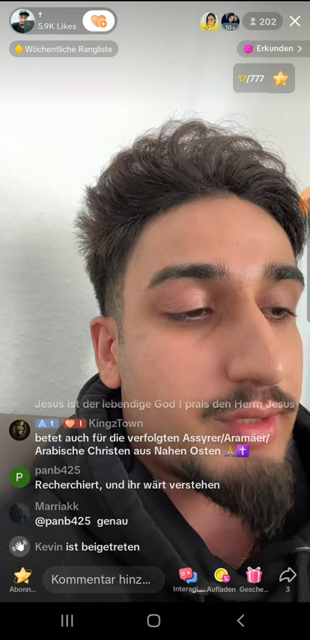 5.9K Likes
10+
202
Wöchentliche Rangliste
Erkunden
17/777
Jesus ist der lebendige God ! prais den Herrn Jesus
1 1 KingzTown
betet auch für die verfolgten Assyrer/Aramäer/
Arabische Christen aus Nahen Osten 🙏✝️
P panb425
Recherchiert, und ihr wärt verstehen
Marriakk
@panb425 genau
Kevin ist beigetreten
Abonn...
Kommentar hinz...
Interagi...
Aufladen
Gesche...
3